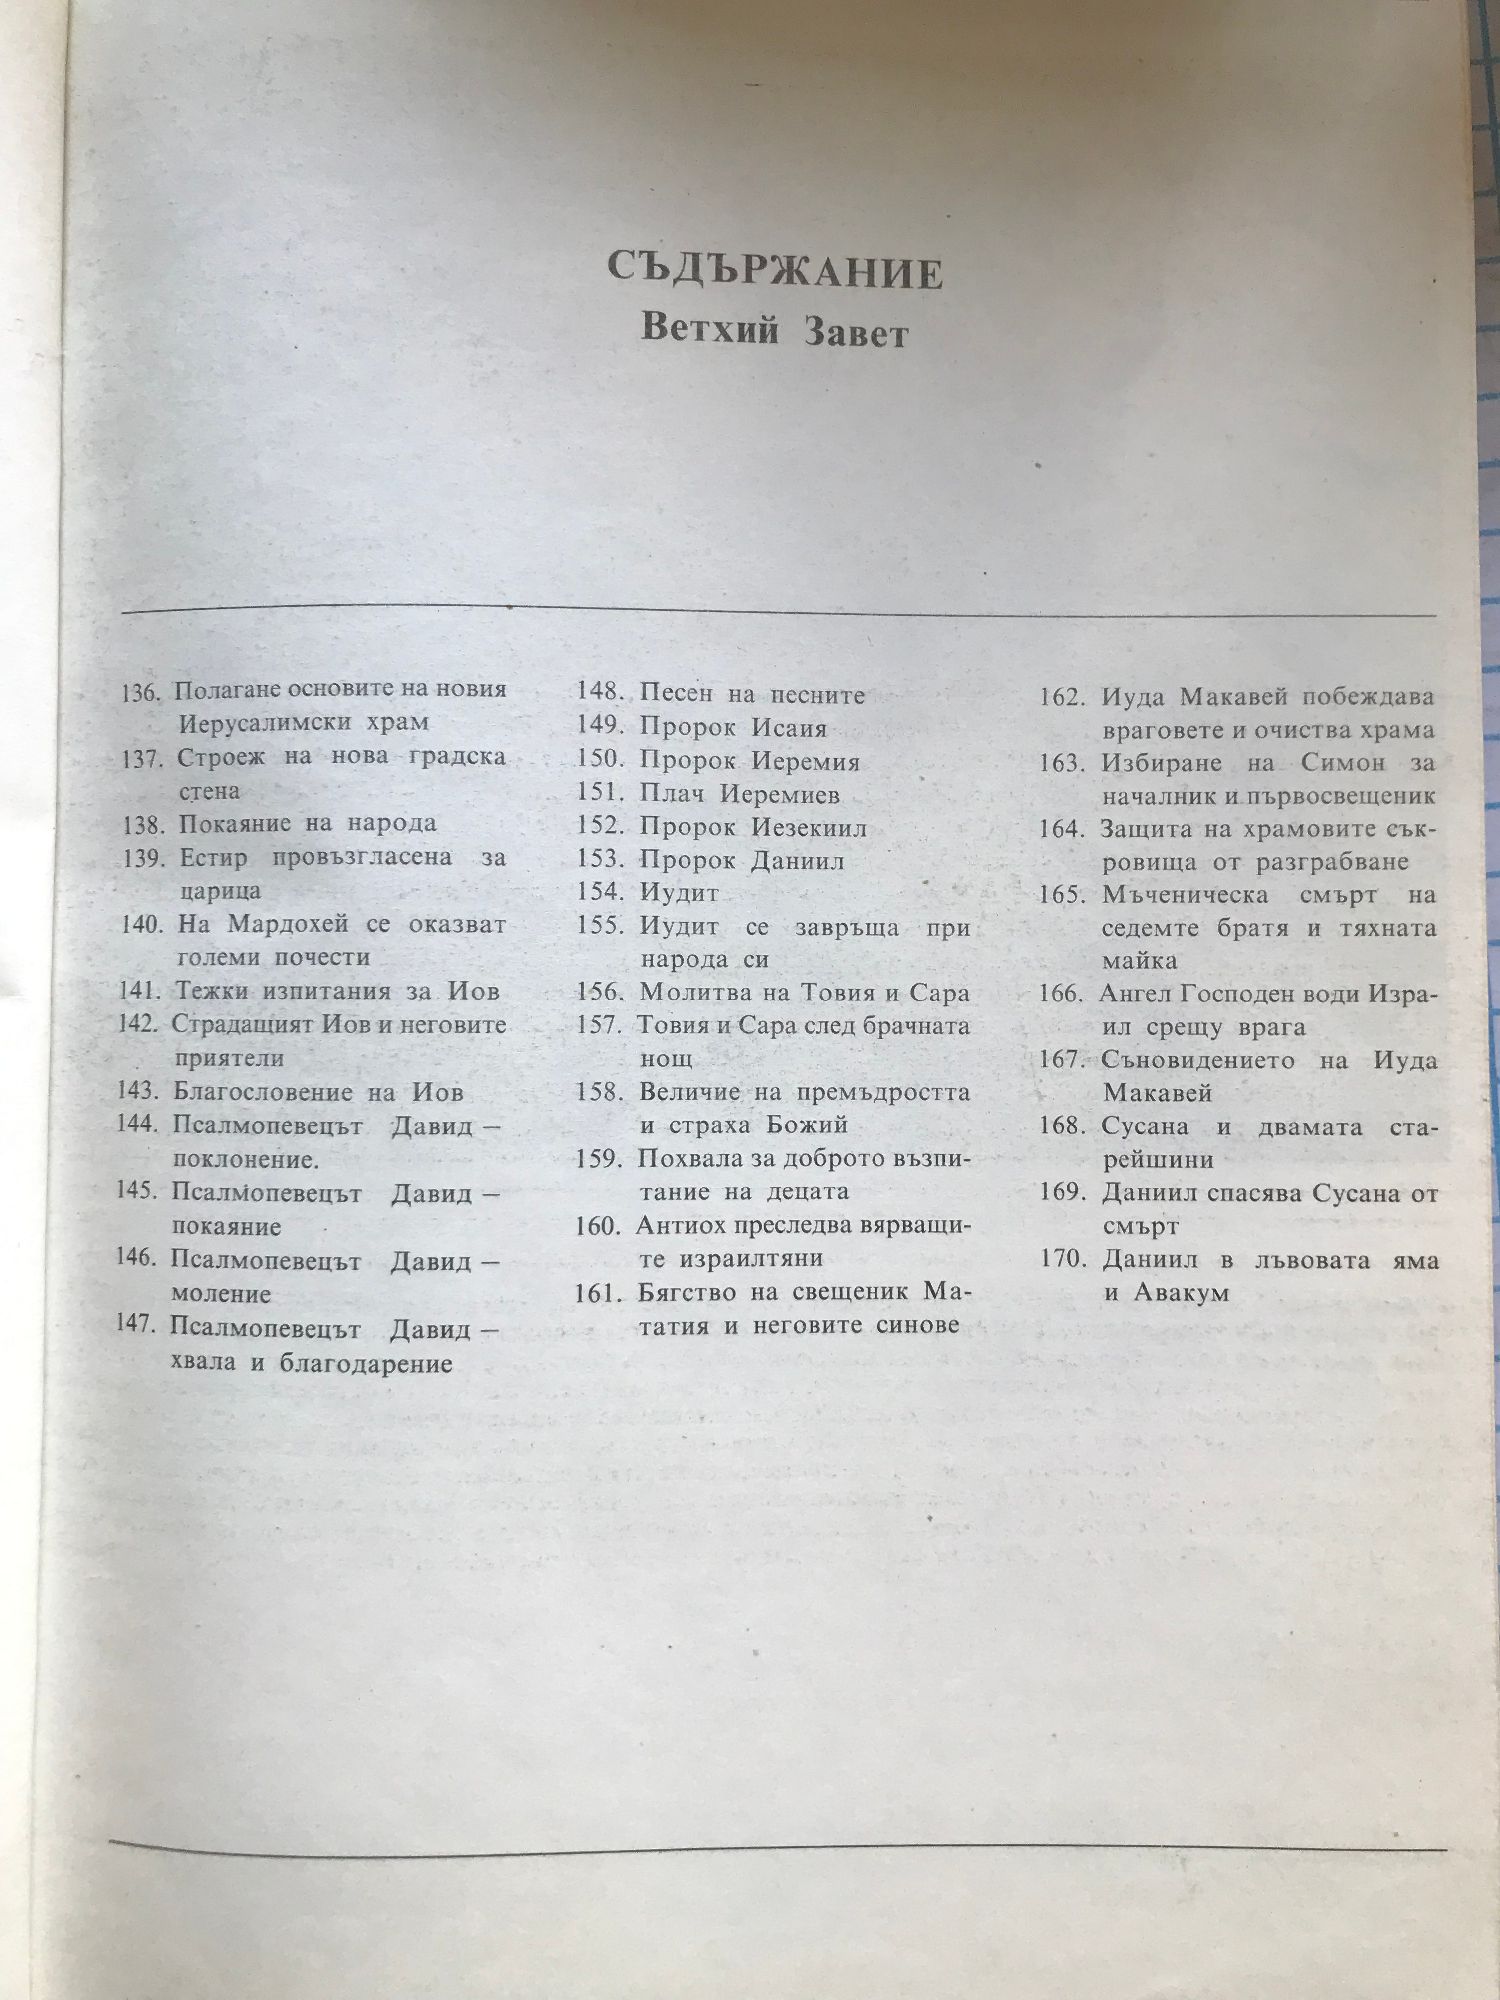 СЪДЪРЖАНИЕ
Ветхий Завет
136. Полагане основите на новия
Иерусалимски храм
137. Строеж на нова градска
стена
138. Покаяние на народа
139. Естир провъзгласена за
царица
140. На Мардохей се оказват
големи почести
141. Тежки изпитания за Иов
142. Страдащият Иов и неговите
приятели
143. Благословение на Иов
144. Псалмопевецът Давид —
поклонение.
145. Псалмопевецът Давид —
покаяние
146. Псалмопевецът Давид —
моление
147. Псалмопевецът Давид —
хвала и благодарение
148. Песен на песните
149. Пророк Исаия
150. Пророк Иеремия
151. Плач Иеремиев
152. Пророк Иезекиил
153. Пророк Даниил
154. Иудит
155. Иудит се завръща при
народа си
156. Молитва на Товия и Сара
157. Товия и Сара след брачната
нощ
158. Величие на премъдростта
и страха Божий
159. Похвала за доброто възпи-
тание на децата
160. Антиох преследва вярващи-
те израилтяни
161. Бягство на свещеник Ма-
татия и неговите синове
162. Иуда Макавей побеждава
враговете и очиства храма
163. Избиране на Симон за
началник и първосвещеник
164. Защита на храмовите сък-
ровища от разграбване
165. Мъченическа смърт на
седемте братя и тяхната
майка
166. Ангел Господен води Изра-
ил срещу врага
167. Съновидението на Иуда
Макавей
168. Сусана и двамата ста-
рейшини
169. Даниил спасява Сусана от
смърт
170. Даниил в лъвовата яма
и Авакум